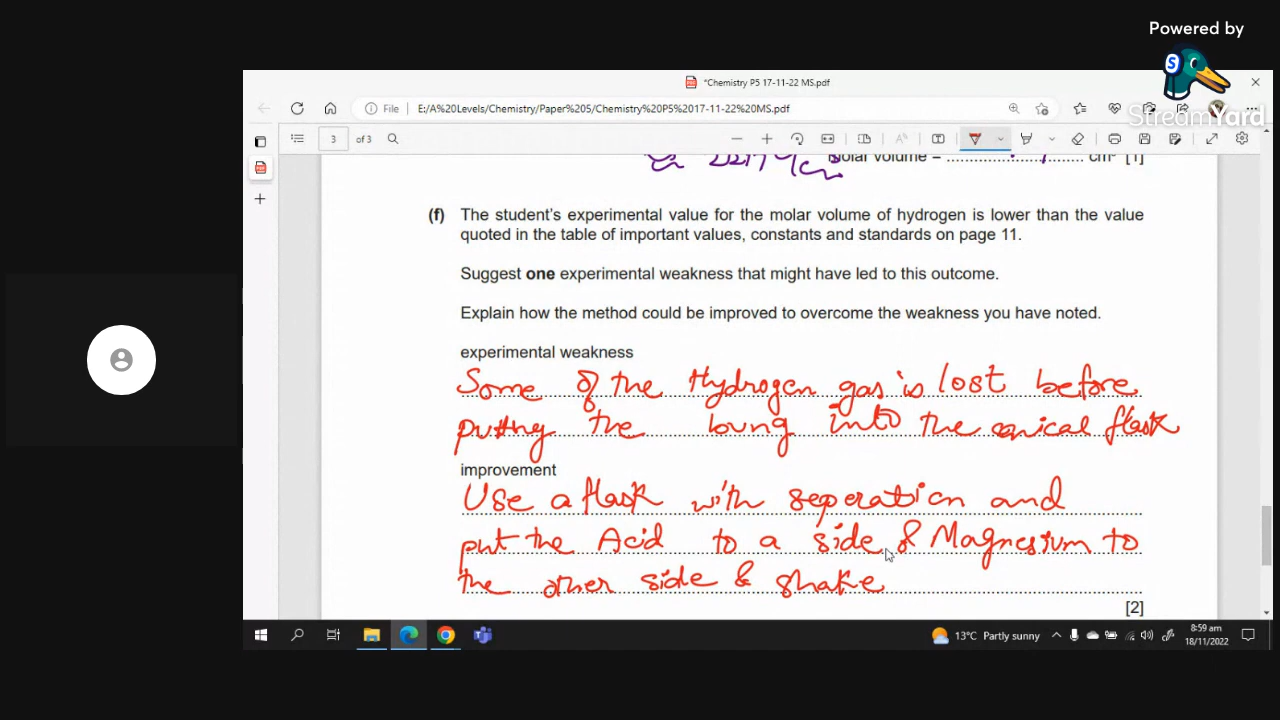 Powered by
StreamYard
*Chemistry P5 17-11-22 MS.pdf
File | E:/A%20Levels/Chemistry/Paper%205/Chemistry%20P5%2017-11-22%20MS.pdf
3 of 3
molar volume = cm³ [1]
(f) The student's experimental value for the molar volume of hydrogen is lower than the value
quoted in the table of important values, constants and standards on page 11.
Suggest one experimental weakness that might have led to this outcome.
Explain how the method could be improved to overcome the weakness you have noted.
experimental weakness
Some of the Hydrogen gas is lost before
putting the bung into the conical flask
improvement
Use a flask with seperation and
put the Acid to a side & Magnesium to
the other side & shake
[2]
13°C Partly sunny
8:59 am
18/11/2022